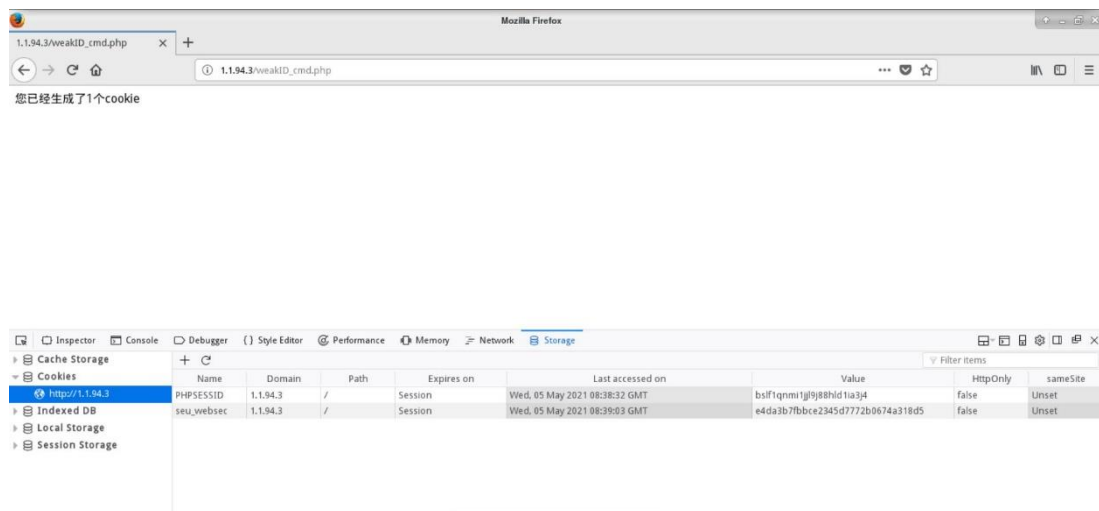 Mozilla Firefox
1.1.94.3/weakID_cmd.php
1.1.94.3/weakID_cmd.php
您已经生成了1个cookie
Inspector Console Debugger {} Style Editor Performance Memory Network Storage
Cache Storage
Filter items
Cookies
Name Domain Path Expires on Last accessed on Value HttpOnly sameSite
http://1.1.94.3
PHPSESSID 1.1.94.3 / Session Wed, 05 May 2021 08:38:32 GMT bslf1qnmi1jjl9j88hld1ia3j4 false Unset
Indexed DB
seu_websec 1.1.94.3 / Session Wed, 05 May 2021 08:39:03 GMT e4da3b7fbbce2345d7772b0674a318d5 false Unset
Local Storage
Session Storage